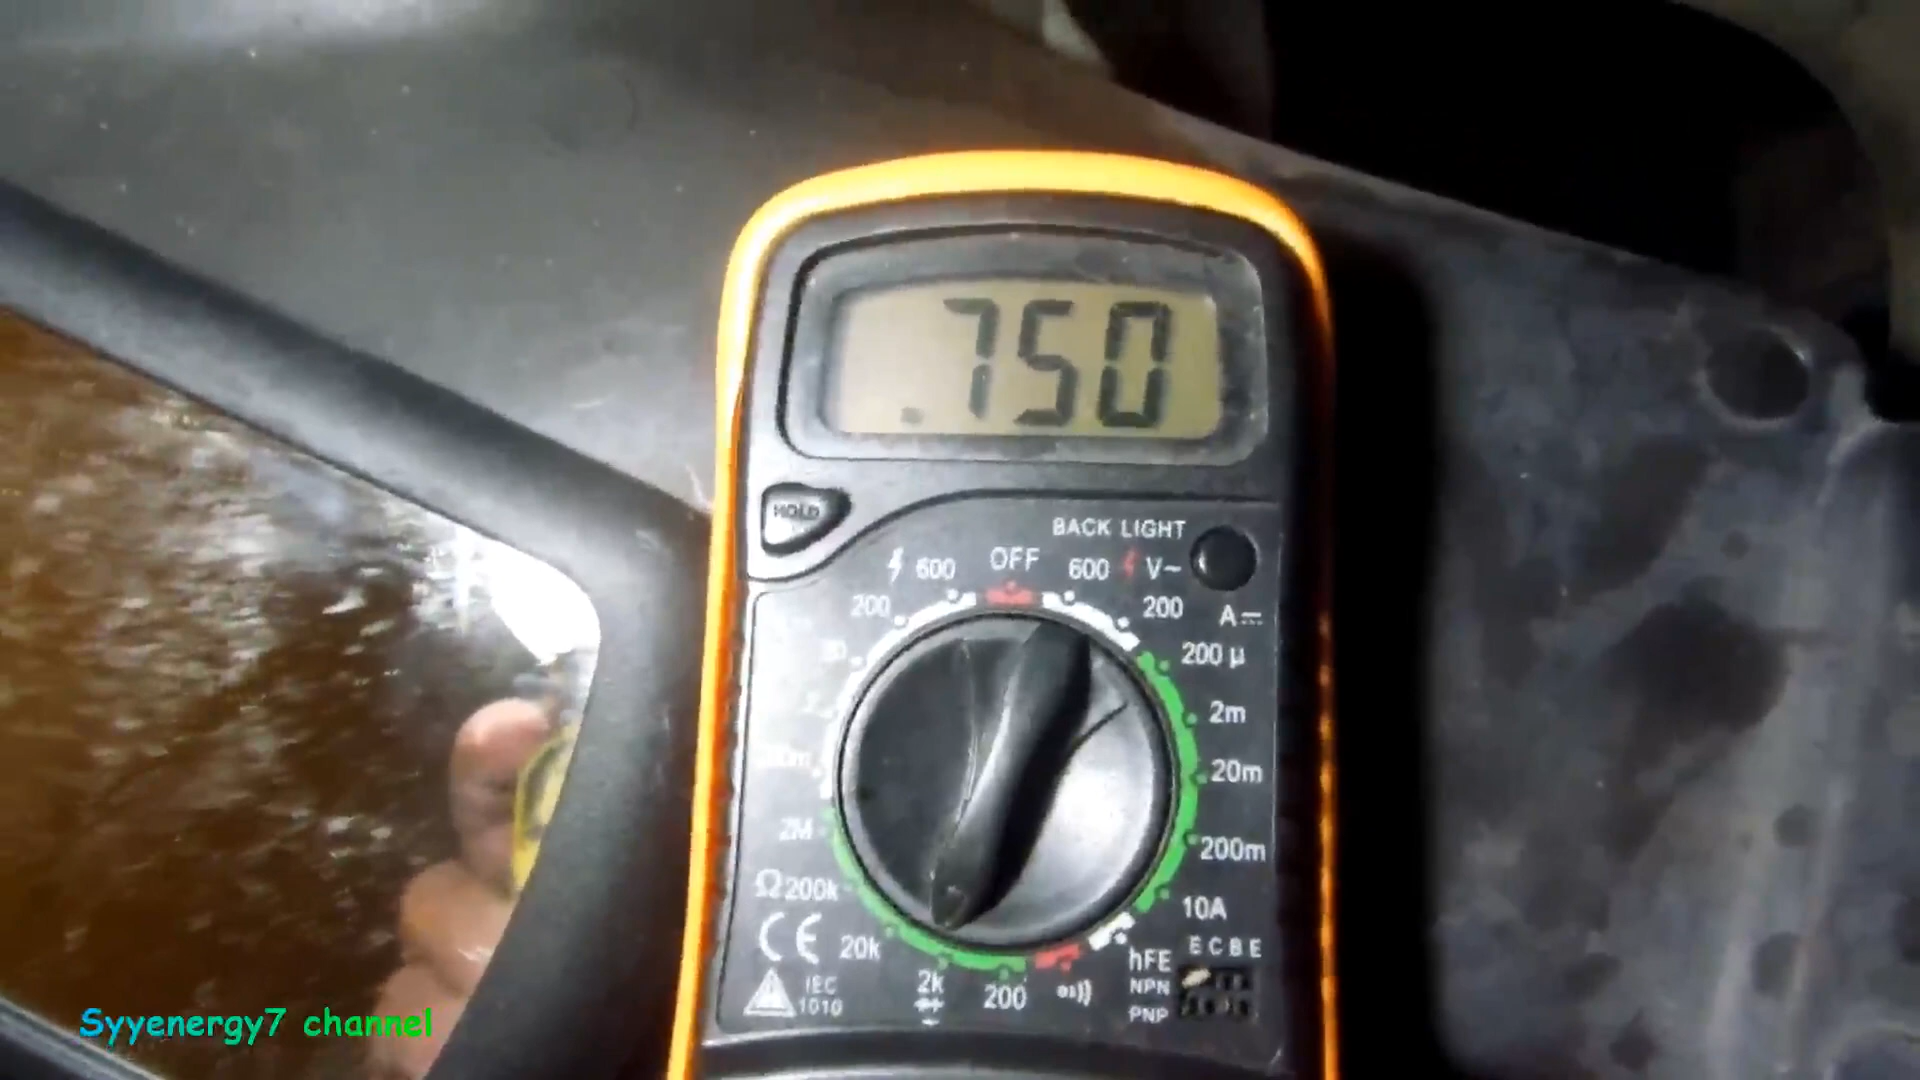 .750
HOLD
BACK LIGHT
600 OFF 600 V~
200 200 A
200 µ
2m
20m
2M 200m
Ω 200k
CE 20k 10A
hFE E C B E
IEC 1010 2k 200 NPN
PNP
Syyenergy7 channel